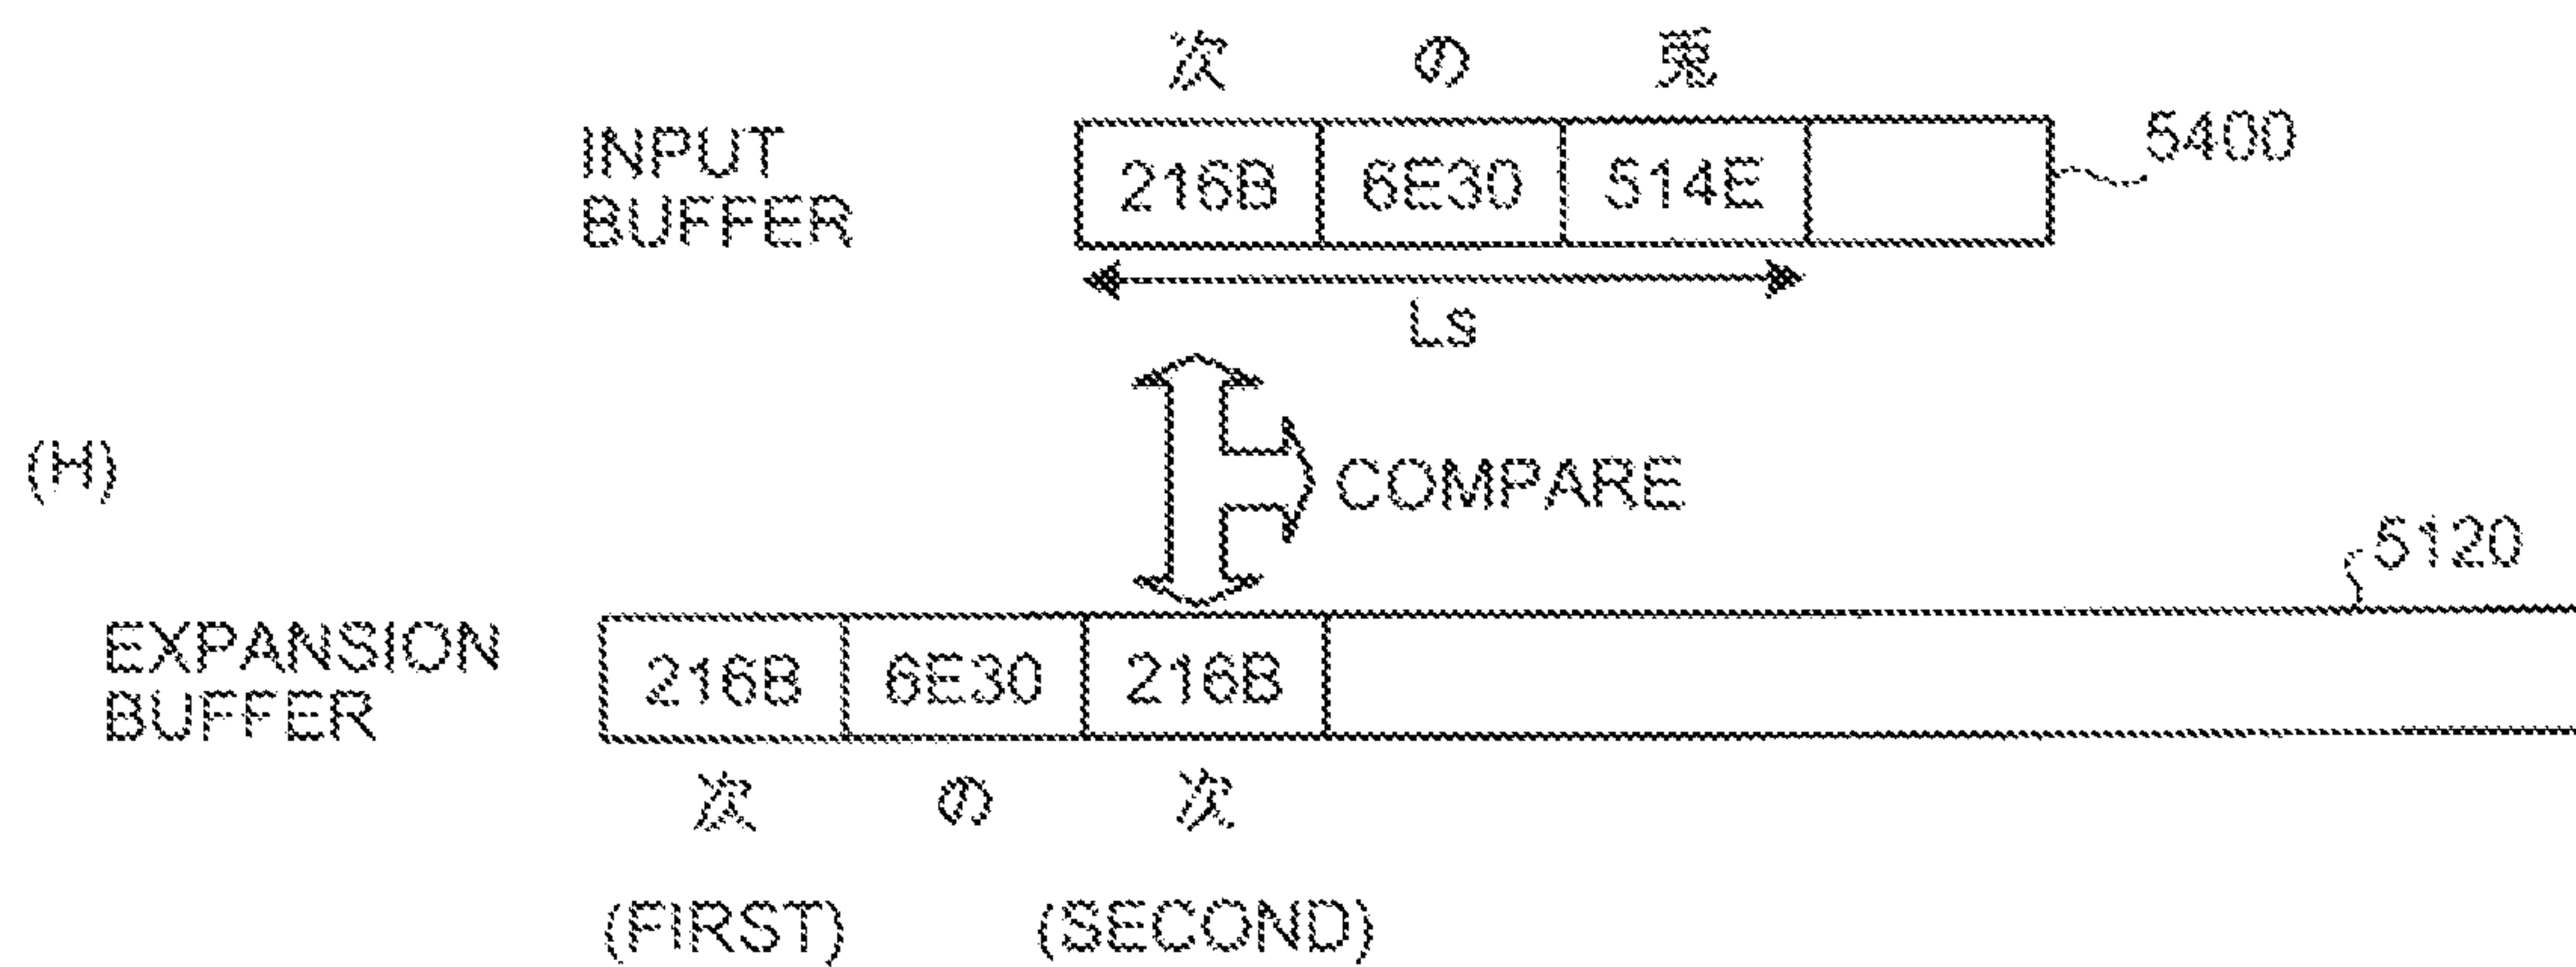 次 の 兎
INPUT BUFFER
216B 6E30 514E
5400
Ls
(H)
COMPARE
5120
EXPANSION BUFFER
216B 6E30 216B
次 の 次
(FIRST) (SECOND)